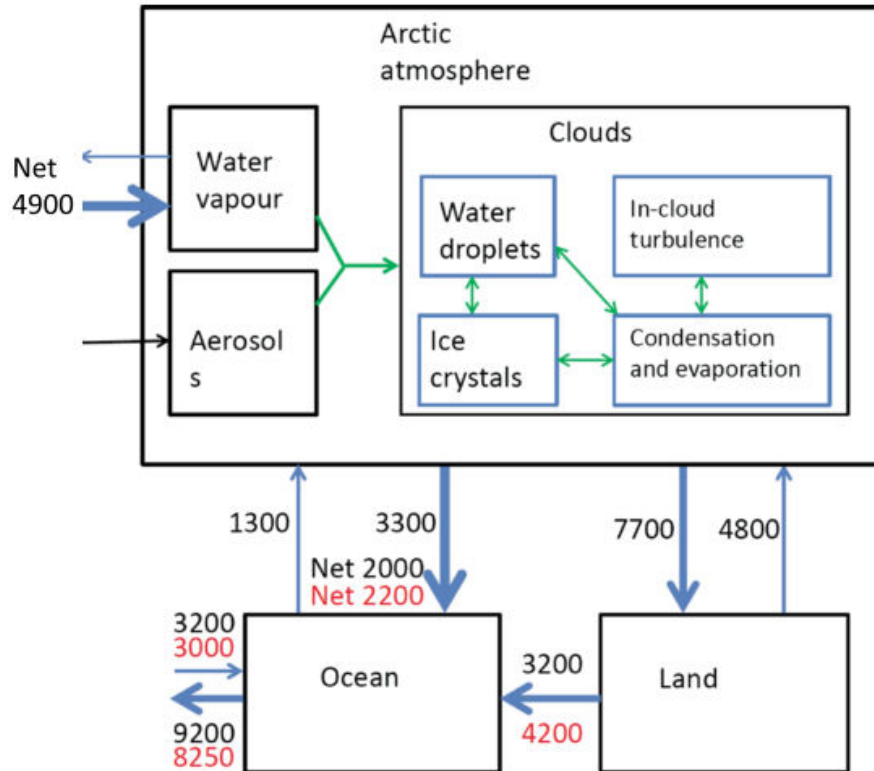 Arctic
atmosphere
Net
4900
Water
vapour
Aerosol
s
Clouds
Water
droplets
In-cloud
turbulence
Ice
crystals
Condensation
and evaporation
1300
3300
7700
4800
Net 2000
Net 2200
3200
3000
Ocean
9200
8250
3200
4200
Land